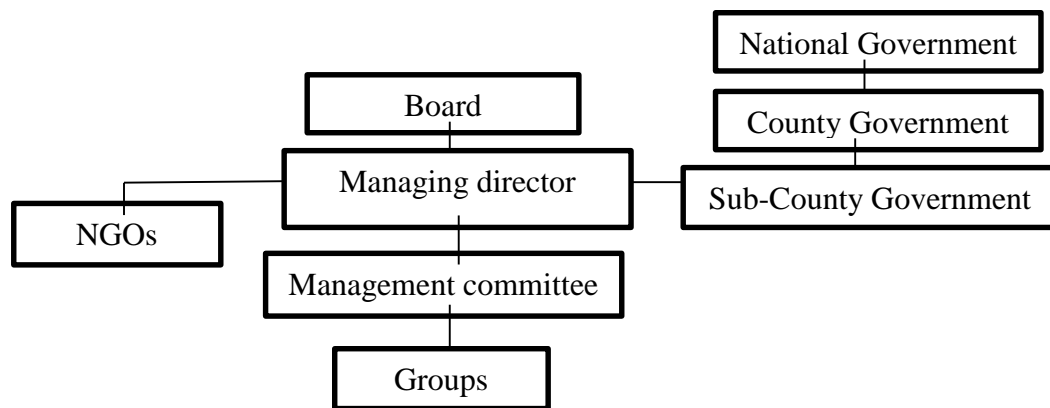 National Government
Board
County Government
Managing director
Sub-County Government
NGOs
Management committee
Groups